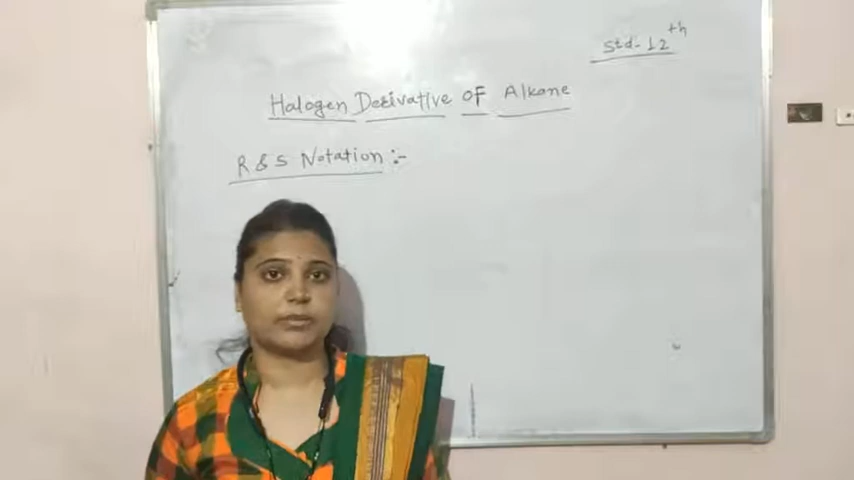 Std- 12th
Halogen Derivative of Alkane
R & S Notation :-